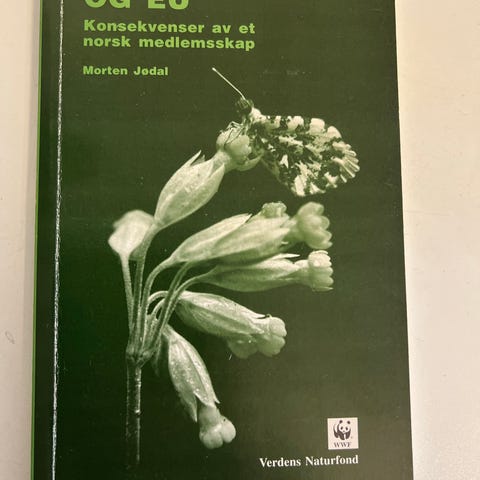 OG EU
Konsekvenser av et
norsk medlemsskap
Morten Jødal
WWF
Verdens Naturfond